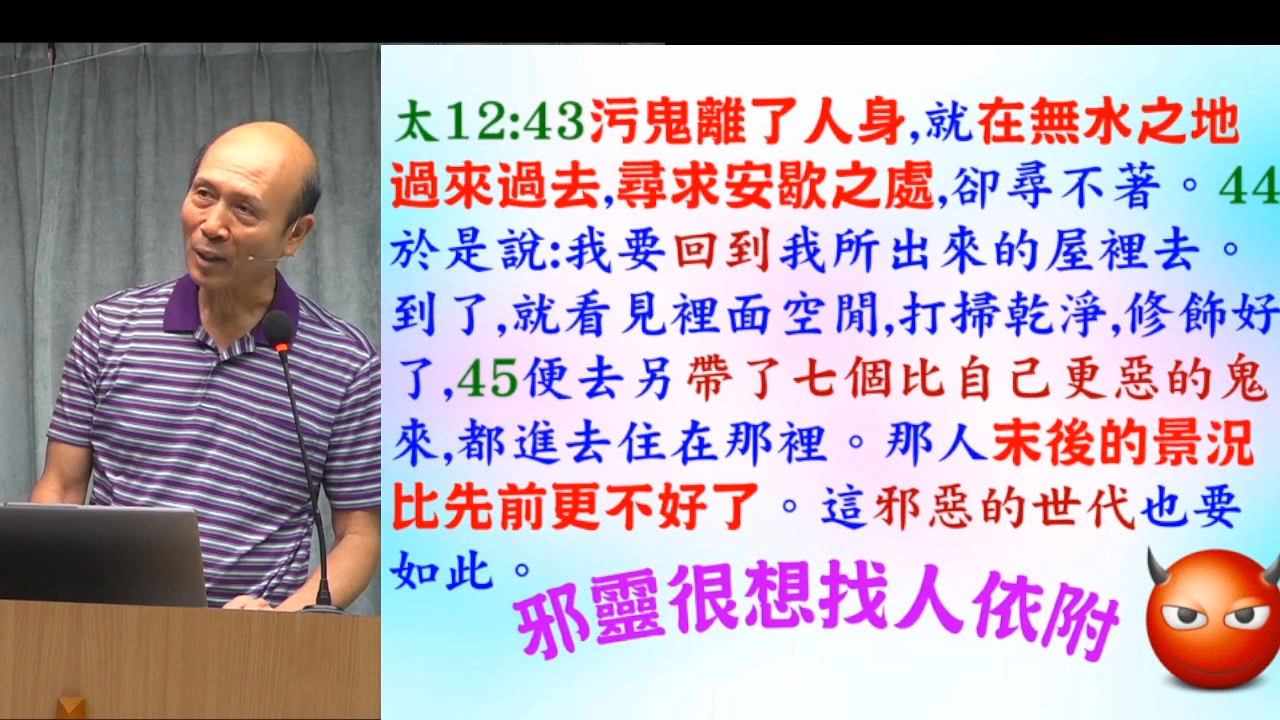 太12:43污鬼離了人身,就在無水之地
過來過去,尋求安歇之處,卻尋不著。44
於是說:我要回到我所出來的屋裡去。
到了,就看見裡面空閒,打掃乾淨,修飾好
了,45便去另帶了七個比自己更惡的鬼
來,都進去住在那裡。那人末後的景況
比先前更不好了。這邪惡的世代也要
如此。
邪靈很想找人依附